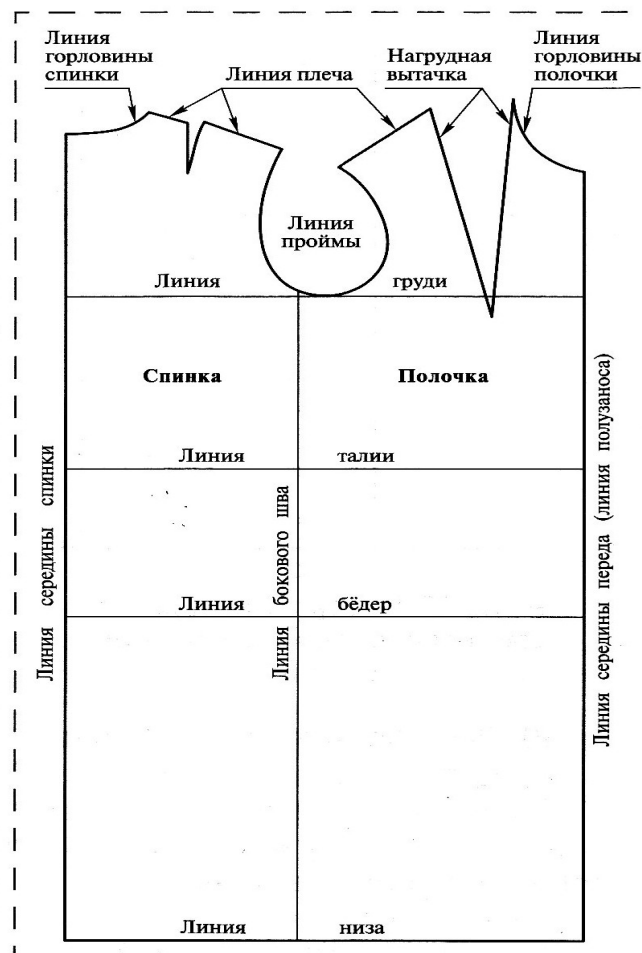 Линия
горловины
спинки
Линия плеча
Нагрудная
вытачка
Линия
горловины
полочки
Линия
проймы
Линия груди
Спинка Полочка
Линия талии
Линия середины спинки
Линия бокового шва
Линия середины переда (линия полузаноса)
Линия бёдер
Линия низа